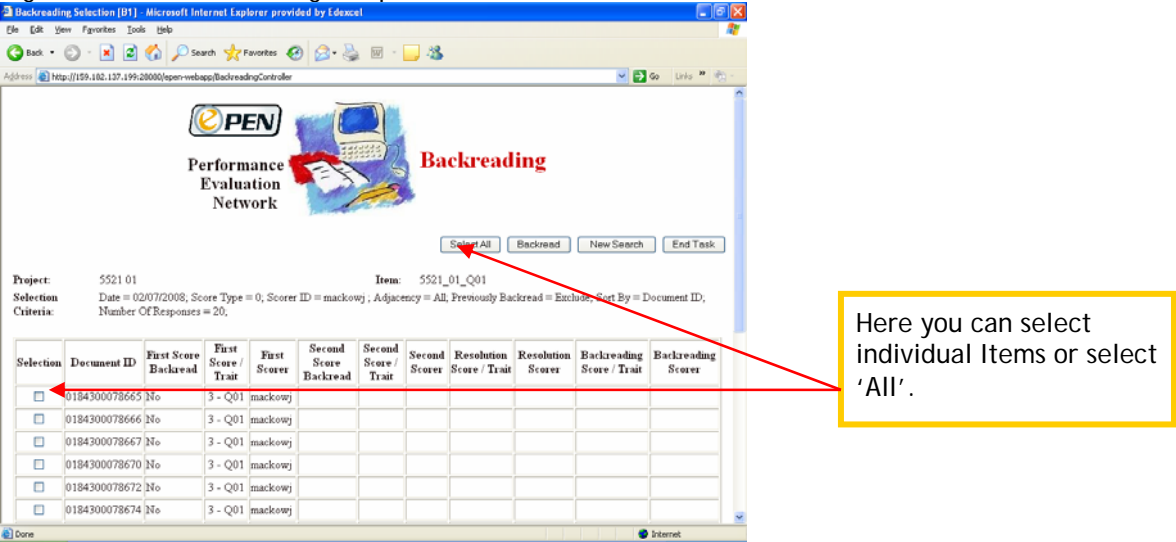 Backreading Selection [B1] - Microsoft Internet Explorer provided by Edexcel
File Edit View Favorites Tools Help
Back Search Favorites
Address http://159.182.137.199:28000/epen-webapp/BackreadingController Go Links »
ePEN
Performance
Evaluation
Network
Backreading
Select All Backread New Search End Task
Project: 5521 01 Item: 5521_01_Q01
Selection Date = 02/07/2008; Score Type = 0; Scorer ID = mackowj ; Adjacency = All; Previously Backread = Exclude; Sort By = Document ID;
Criteria: Number Of Responses = 20;
Selection Document ID First Score Backread First Score / Trait First Scorer Second Score Backread Second Score / Trait Second Scorer Resolution Score / Trait Resolution Scorer Backreading Score / Trait Backreading Scorer
0184300078665 No 3 - Q01 mackowj
0184300078666 No 3 - Q01 mackowj
0184300078667 No 3 - Q01 mackowj
0184300078670 No 3 - Q01 mackowj
0184300078672 No 3 - Q01 mackowj
0184300078674 No 3 - Q01 mackowj
Done Internet
Here you can select
individual Items or select
‘All’.